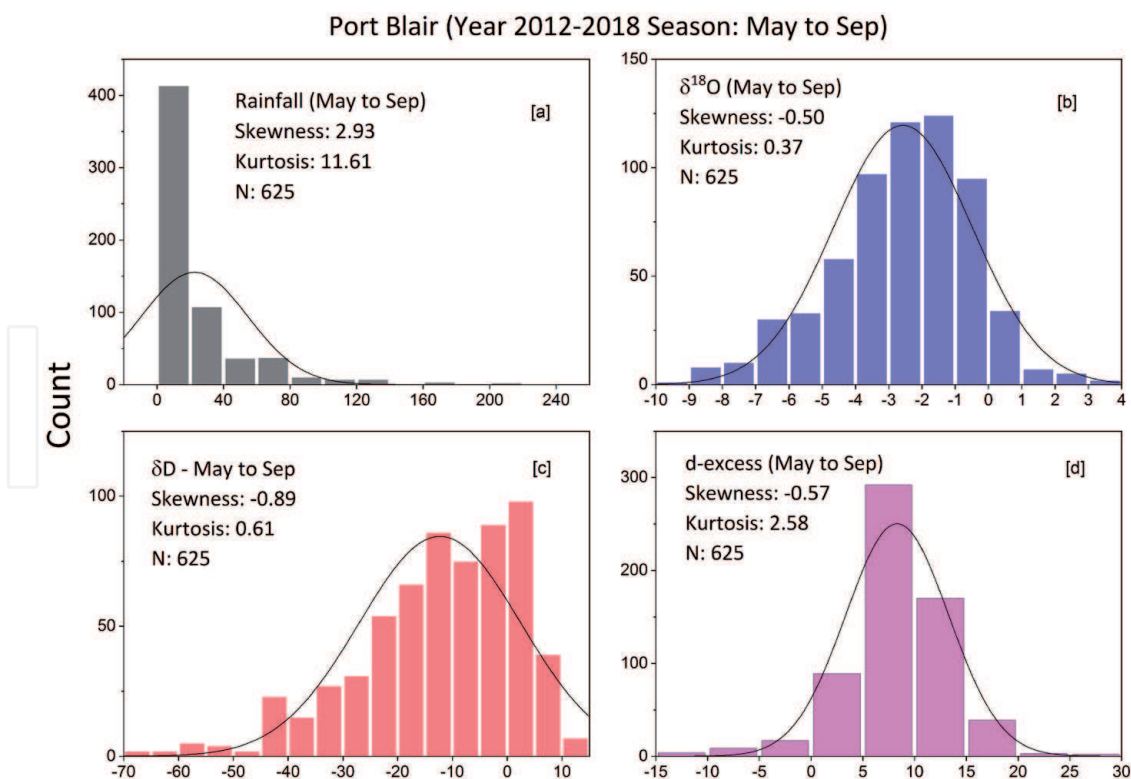 Port Blair (Year 2012-2018 Season: May to Sep)
Count
400
300
200
100
0
Rainfall (May to Sep)
Skewness: 2.93
Kurtosis: 11.61
N: 625
[a]
0 40 80 120 160 200 240
150
100
50
0
δ¹⁸O (May to Sep)
Skewness: -0.50
Kurtosis: 0.37
N: 625
[b]
-10 -9 -8 -7 -6 -5 -4 -3 -2 -1 0 1 2 3 4
100
50
0
δD - May to Sep
Skewness: -0.89
Kurtosis: 0.61
N: 625
[c]
-70 -60 -50 -40 -30 -20 -10 0 10
300
200
100
0
d-excess (May to Sep)
Skewness: -0.57
Kurtosis: 2.58
N: 625
[d]
-15 -10 -5 0 5 10 15 20 25 30